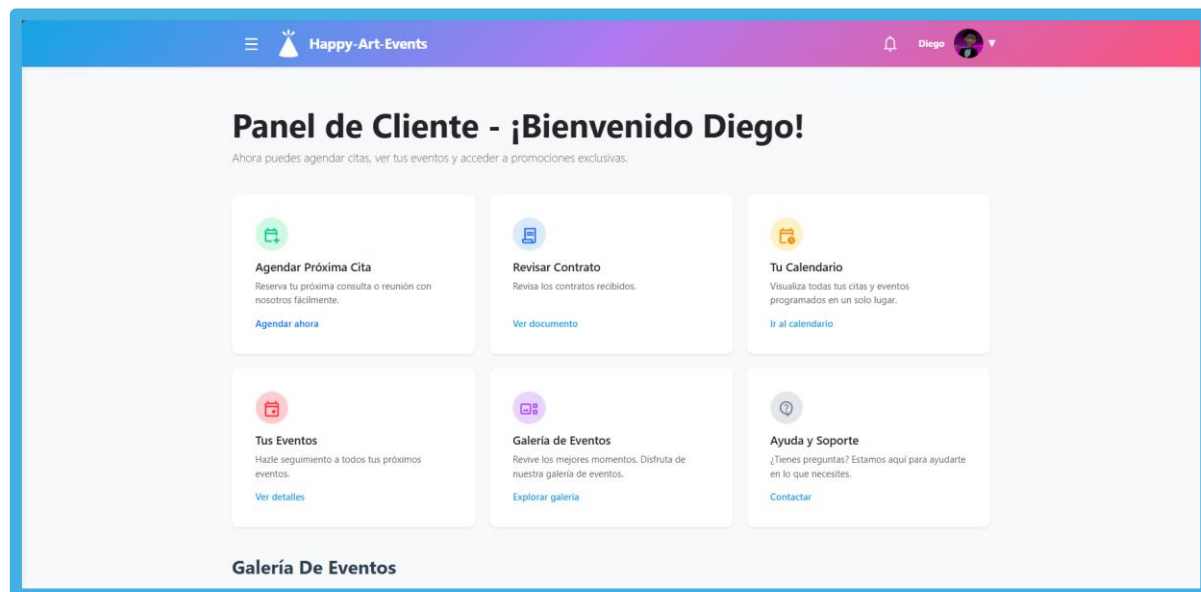 Happy-Art-Events
Diego
Panel de Cliente - ¡Bienvenido Diego!
Ahora puedes agendar citas, ver tus eventos y acceder a promociones exclusivas.
Agendar Próxima Cita
Reserva tu próxima consulta o reunión con
nosotros fácilmente.
Agendar ahora
Revisar Contrato
Revisa los contratos recibidos.
Ver documento
Tu Calendario
Visualiza todas tus citas y eventos
programados en un solo lugar.
Ir al calendario
Tus Eventos
Hazle seguimiento a todos tus próximos
eventos.
Ver detalles
Galería de Eventos
Revive los mejores momentos. Disfruta de
nuestra galería de eventos.
Explorar galería
Ayuda y Soporte
¿Tienes preguntas? Estamos aquí para ayudarte
en lo que necesites.
Contactar
Galería De Eventos